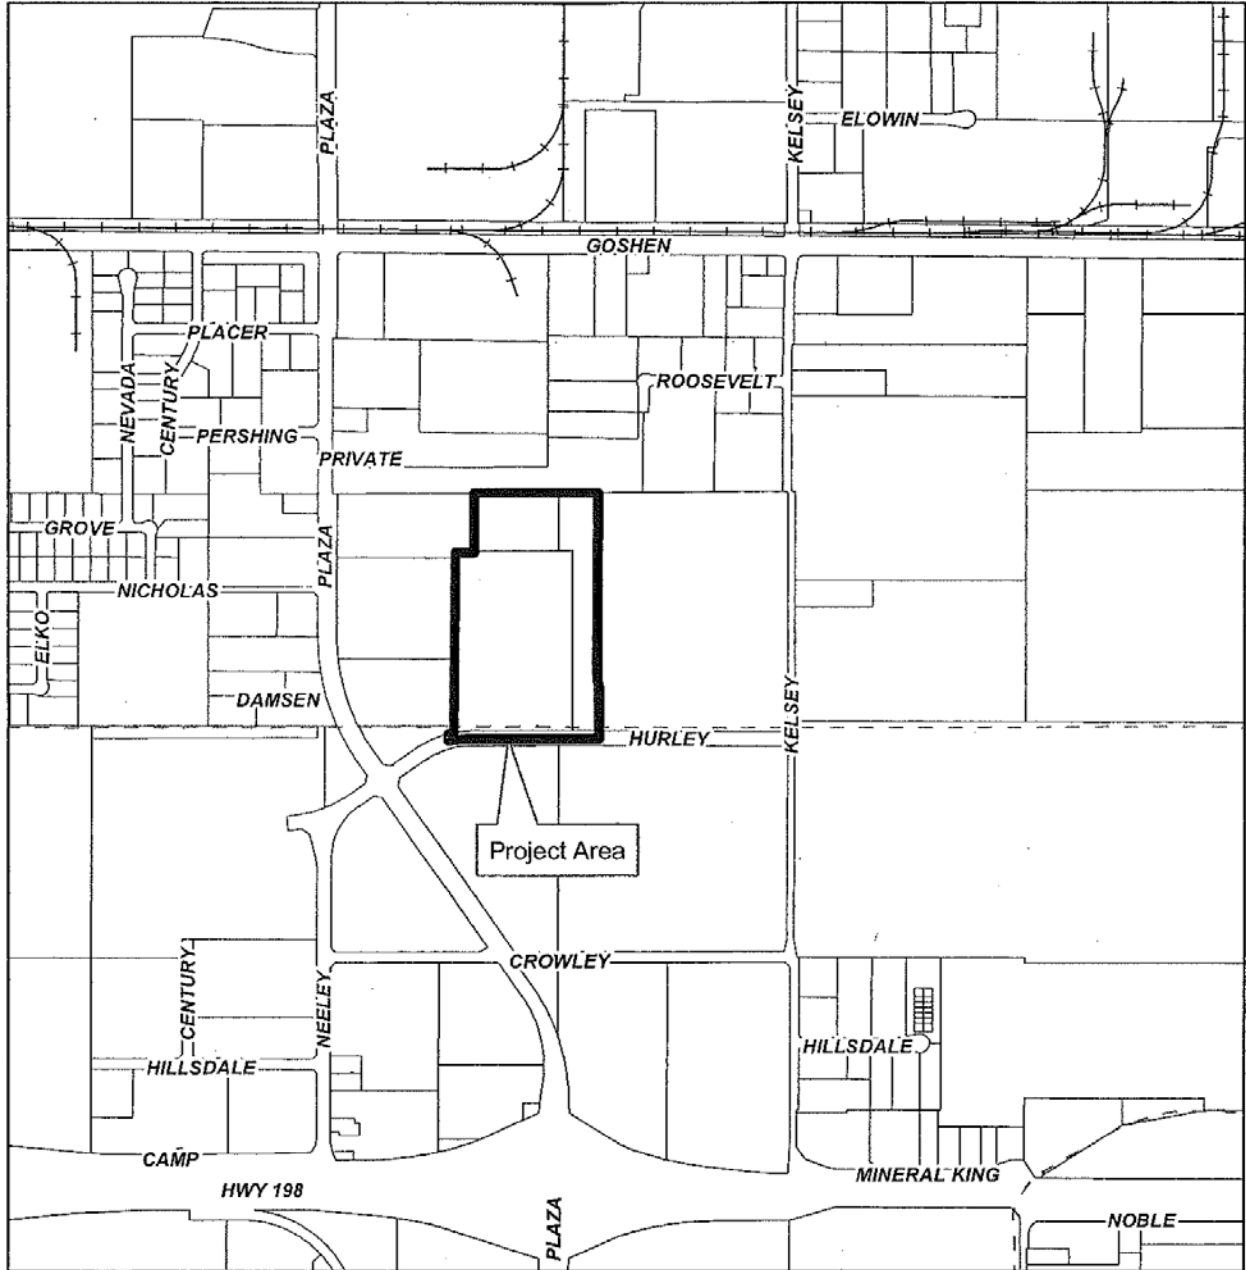 PLAZA
KELSEY
ELOWIN
GOSHEN
PLACER
NEVADA
CENTURY
ROOSEVELT
PERSHING
PRIVATE
GROVE
PLAZA
NICHOLAS
ELKO
DAMSEN
KELSEY
HURLEY
Project Area
CROWLEY
CENTURY
NEELEY
HILLSDALE
HILLSDALE
CAMP
MINERAL KING
HWY 198
PLAZA
NOBLE